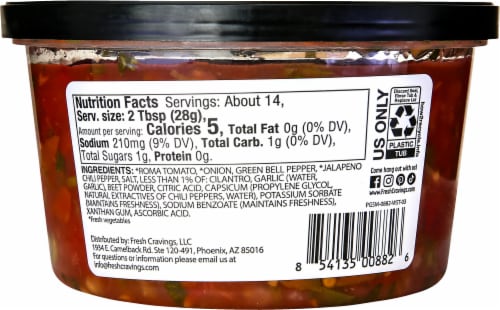 Nutrition Facts Servings: About 14,
Serv. size: 2 Tbsp (28g),
Amount per serving: Calories 5, Total Fat 0g (0% DV),
Sodium 210mg (9% DV), Total Carb. 1g (0% DV),
Total Sugars 1g, Protein 0g.
INGREDIENTS: *ROMA TOMATO, *ONION, GREEN BELL PEPPER, *JALAPENO
CHILI PEPPER, SALT, LESS THAN 1% OF: CILANTRO, GARLIC (WATER,
GARLIC), BEET POWDER, CITRIC ACID, CAPSICUM (PROPYLENE GLYCOL,
NATURAL EXTRACTIVES OF CHILI PEPPERS, WATER), POTASSIUM SORBATE
(MAINTAINS FRESHNESS), SODIUM BENZOATE (MAINTAINS FRESHNESS),
XANTHAN GUM, ASCORBIC ACID.
*Fresh vegetables
Distributed by: Fresh Cravings, LLC
1934 E. Camelback Rd. Ste. 120 - 491, Phoenix, AZ 85016
For questions or information please email us at
info@freshcravings.com
US ONLY
Discard Seal,
Rinse Tub &
Replace Lid
PLASTIC
TUB
Come hang out with us!
FreshCravings.com
8 54135 00882 6